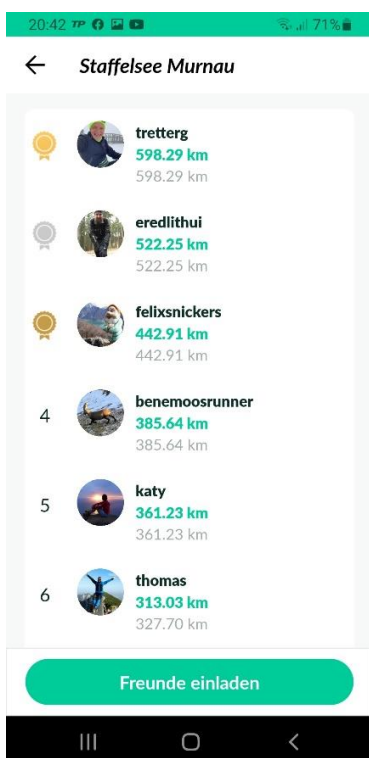 20:42 TP 71%
Staffelsee Murnau
tretterg
598.29 km
598.29 km
eredlithui
522.25 km
522.25 km
felixsnickers
442.91 km
442.91 km
4
benemoosrunner
385.64 km
385.64 km
5
katy
361.23 km
361.23 km
6
thomas
313.03 km
327.70 km
Freunde einladen